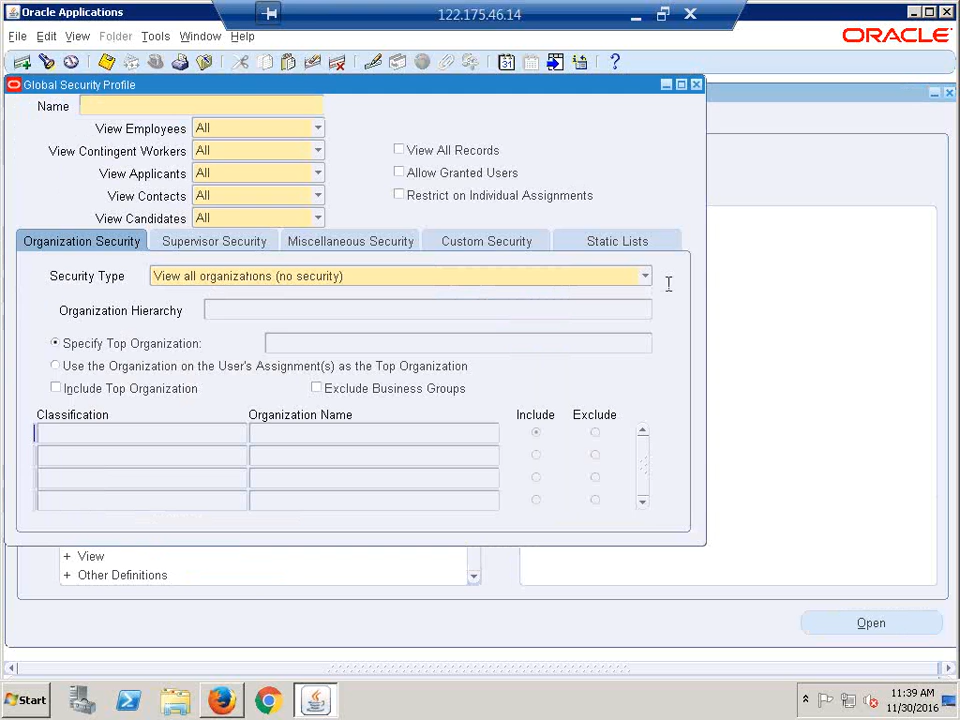 Oracle Applications
122.175.46.14
File Edit View Folder Tools Window Help
ORACLE
Global Security Profile
Name
View Employees All
View Contingent Workers All
View All Records
View Applicants All
Allow Granted Users
View Contacts All
Restrict on Individual Assignments
View Candidates All
Organization Security Supervisor Security Miscellaneous Security Custom Security Static Lists
Security Type View all organizations (no security)
Organization Hierarchy
Specify Top Organization:
Use the Organization on the User's Assignment(s) as the Top Organization
Include Top Organization Exclude Business Groups
Classification Organization Name Include Exclude
+ View
+ Other Definitions
Open
Start
11:39 AM
11/30/2016